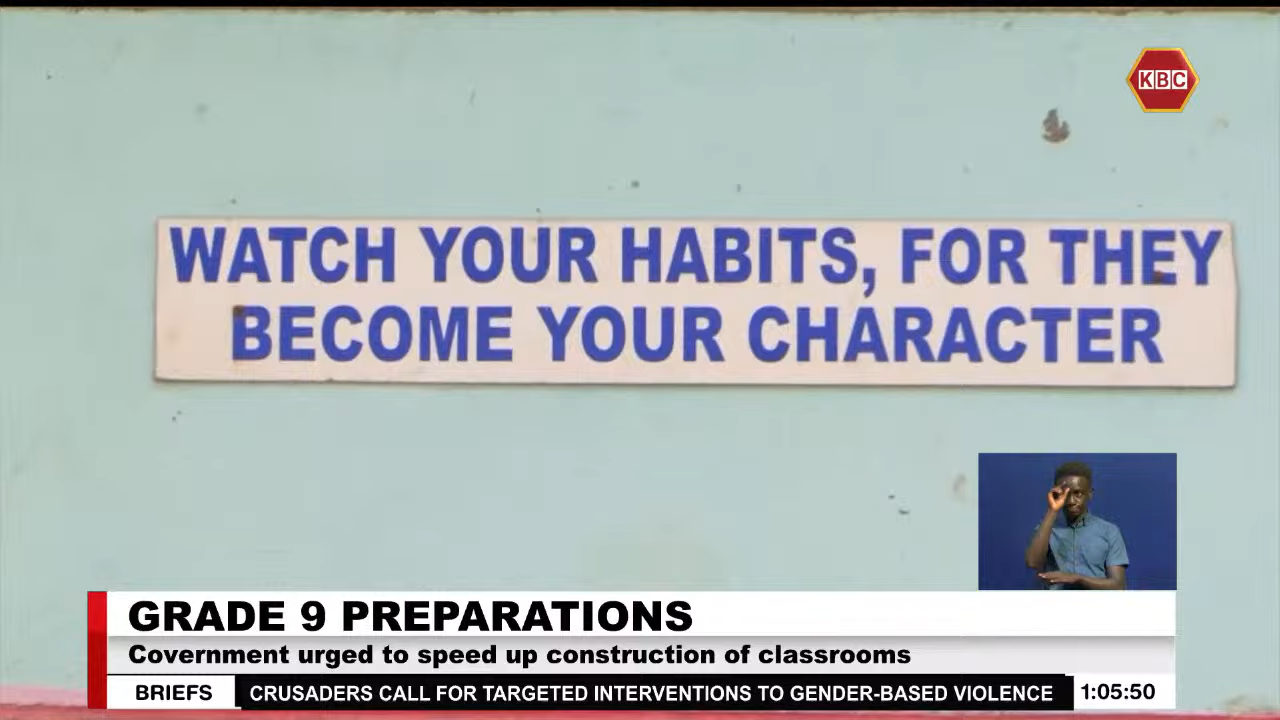 KBC
WATCH YOUR HABITS, FOR THEY
BECOME YOUR CHARACTER
GRADE 9 PREPARATIONS
Government urged to speed up construction of classrooms
BRIEFS CRUSADERS CALL FOR TARGETED INTERVENTIONS TO GENDER-BASED VIOLENCE 1:05:50